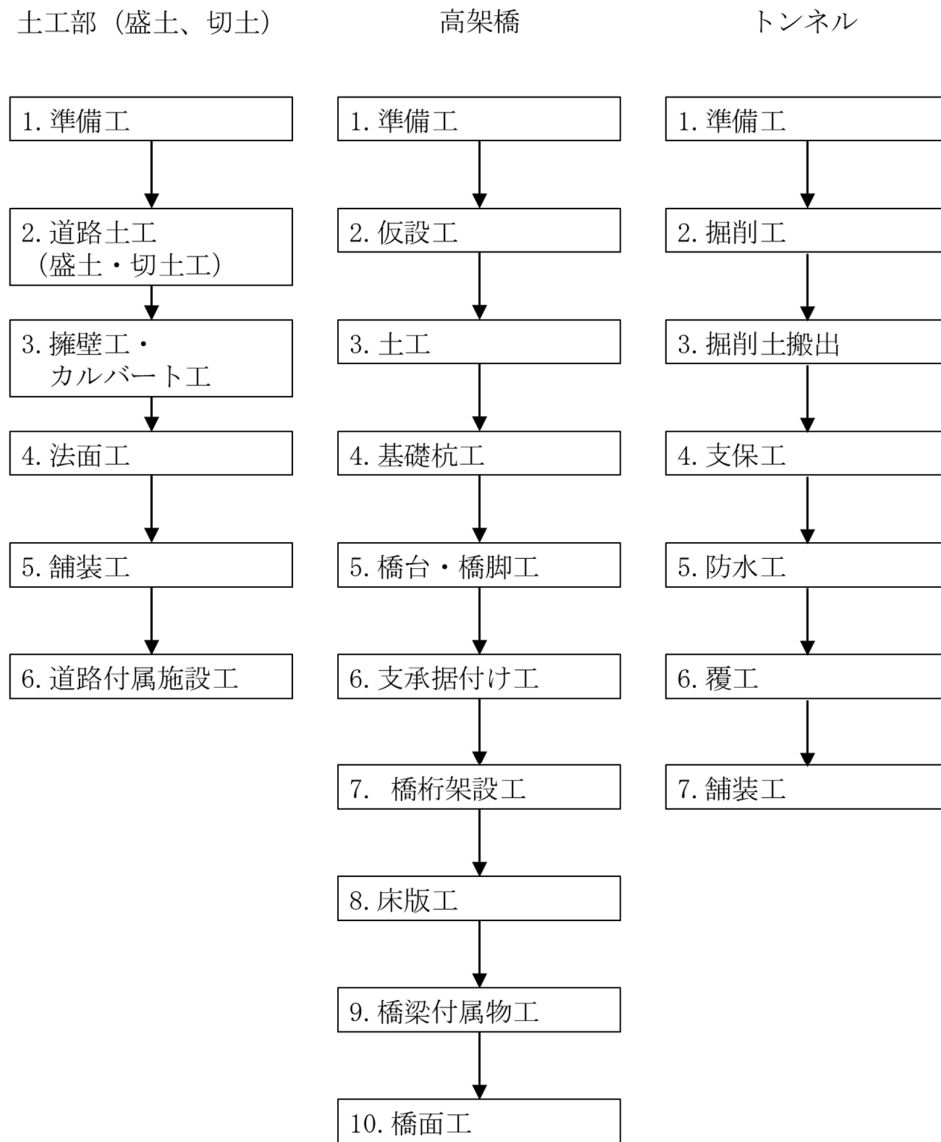 土工部（盛土、切土）
1. 準備工
2. 道路土工
（盛土・切土工）
3. 擁壁工・
カルバート工
4. 法面工
5. 舗装工
6. 道路付属施設工
高架橋
1. 準備工
2. 仮設工
3. 土工
4. 基礎杭工
5. 橋台・橋脚工
6. 支承据付け工
7. 橋桁架設工
8. 床版工
9. 橋梁付属物工
10. 橋面工
トンネル
1. 準備工
2. 掘削工
3. 掘削土搬出
4. 支保工
5. 防水工
6. 覆工
7. 舗装工